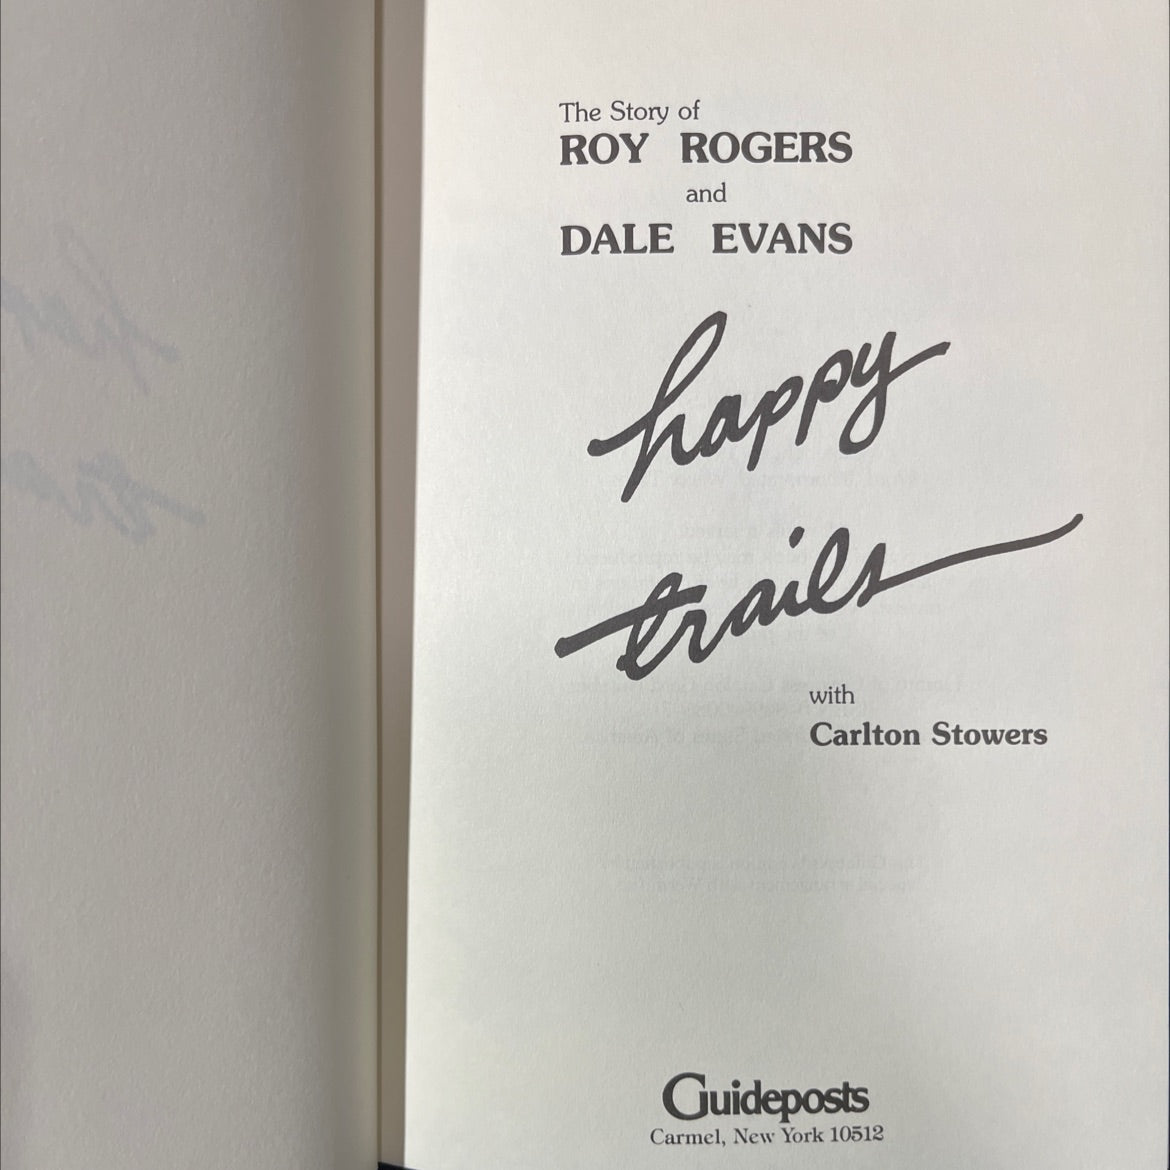 The Story of
ROY ROGERS
and
DALE EVANS
happy
trails
with
Carlton Stowers
Guideposts
Carmel, New York 10512